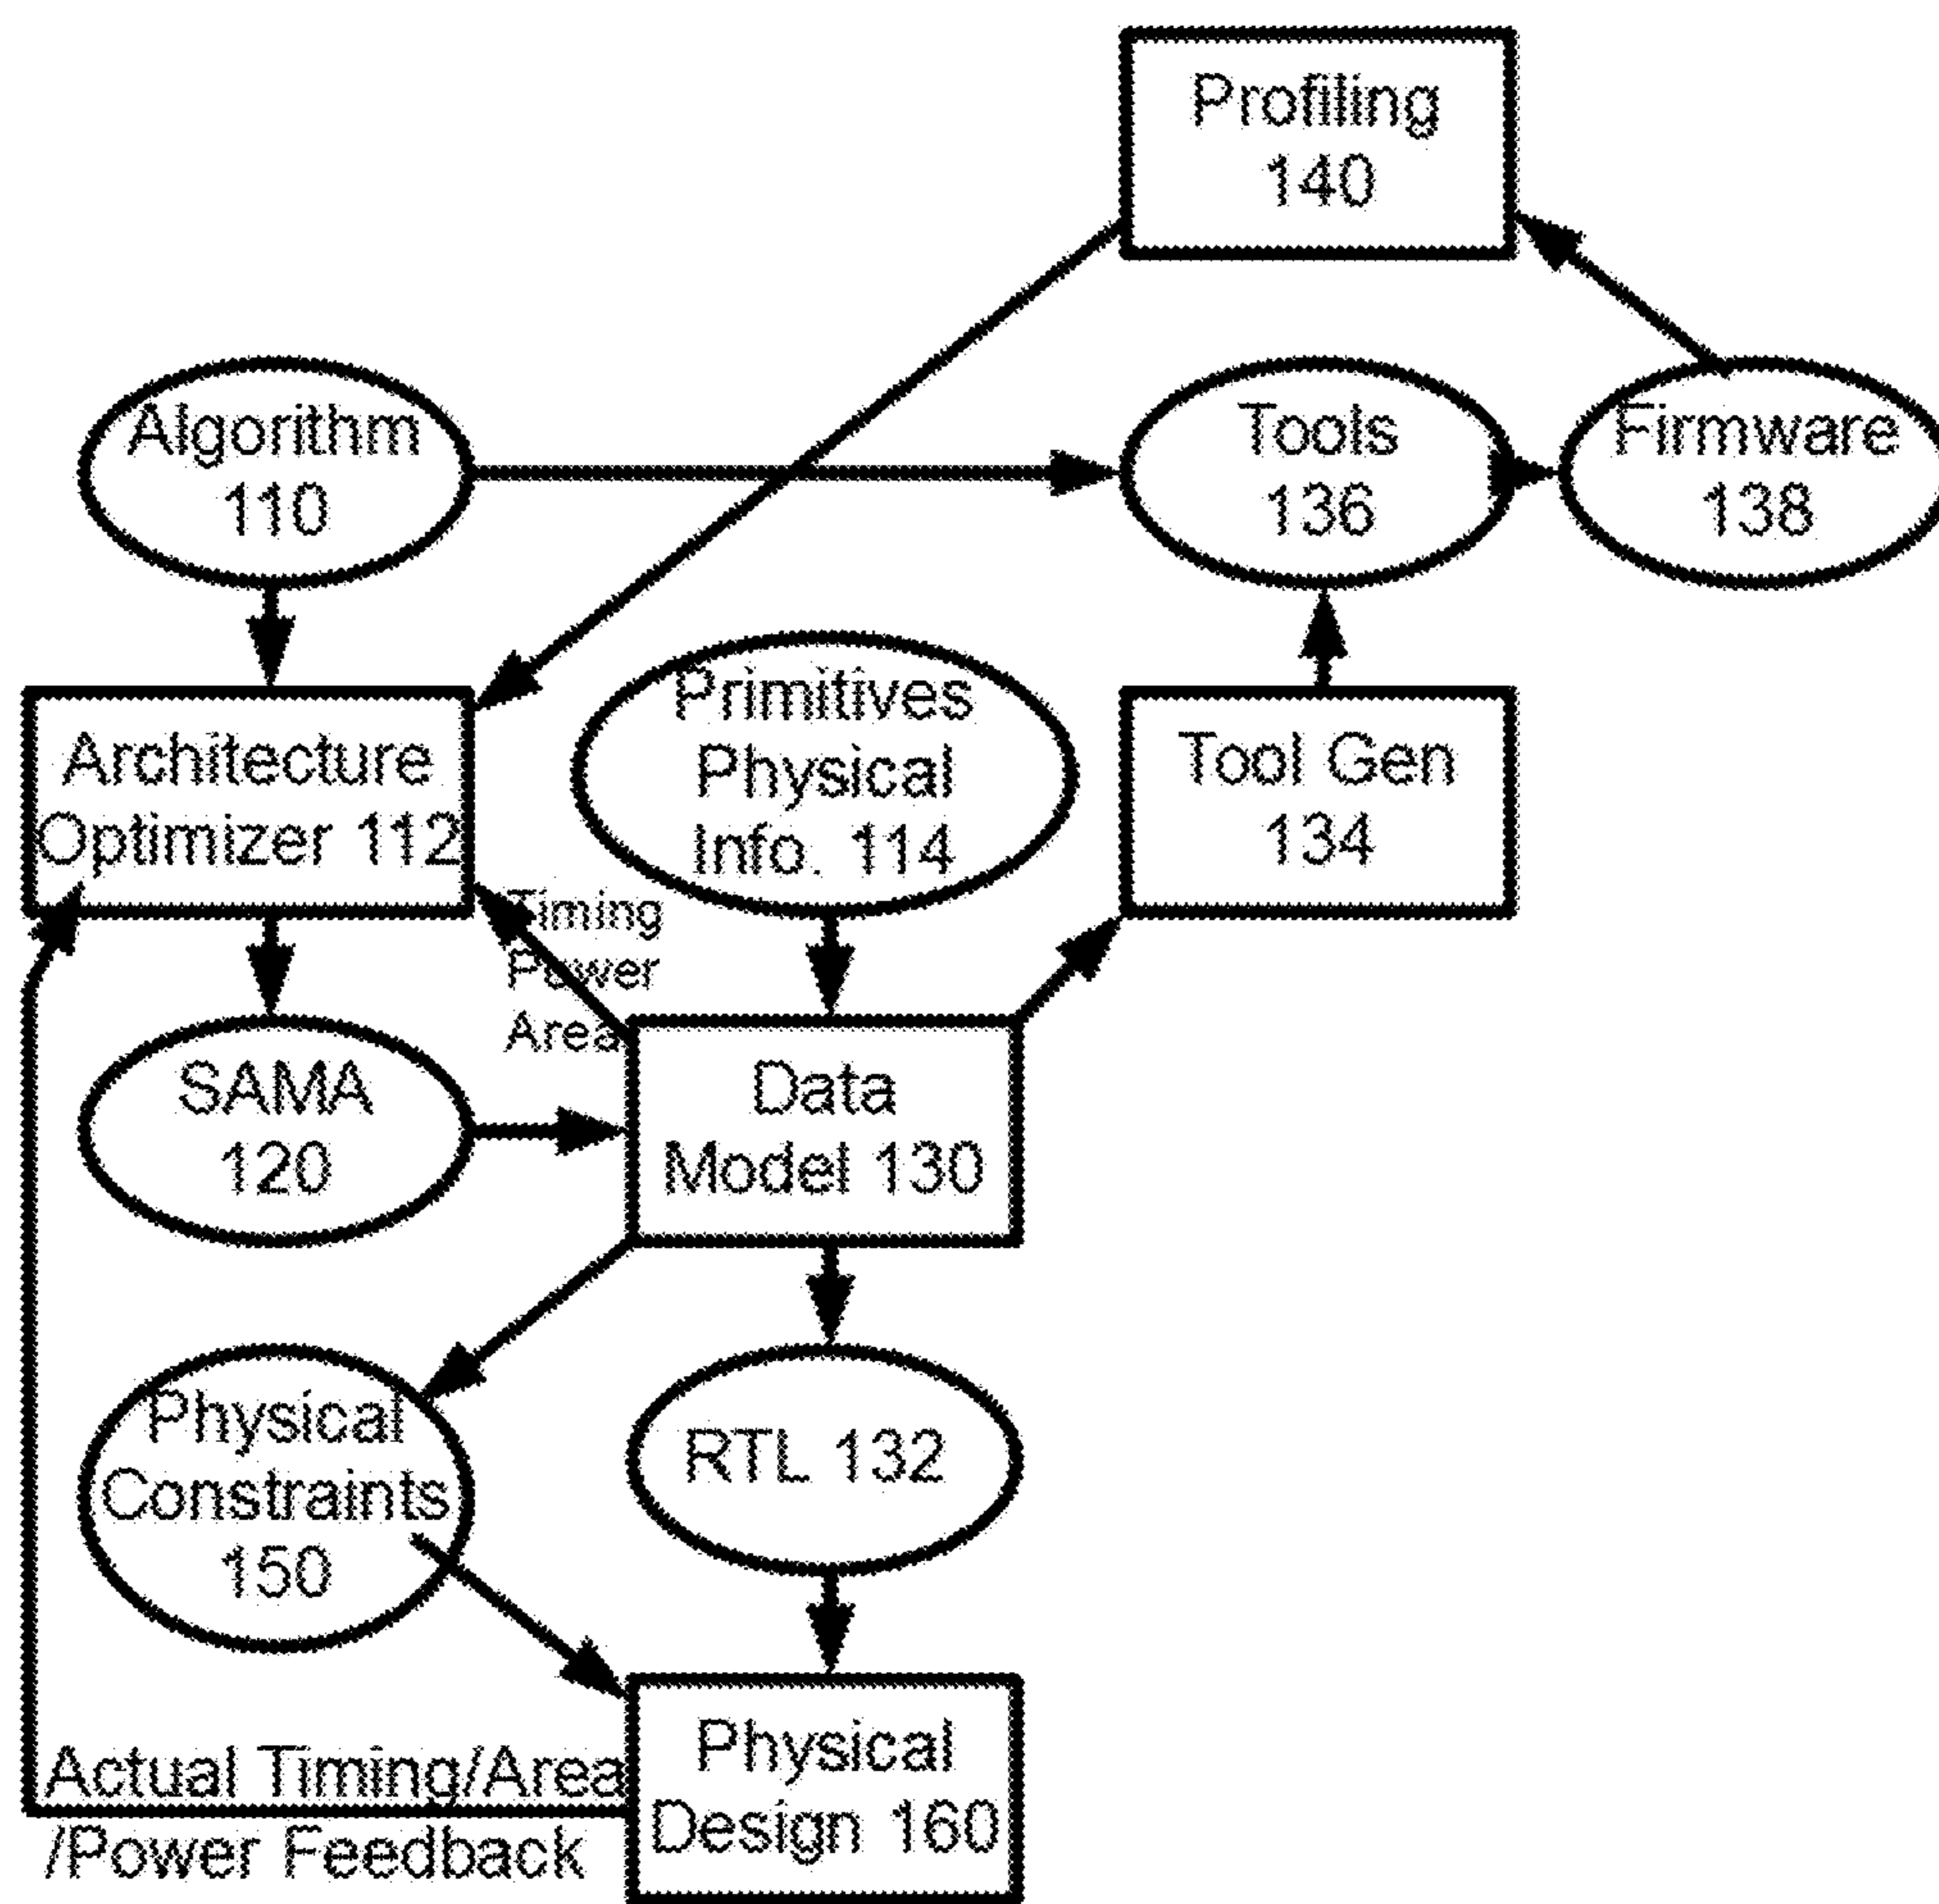 Profiling
140
Algorithm
110
Tools
136
Firmware
138
Architecture
Optimizer 112
Primitives
Physical
Info. 114
Tool Gen
134
Timing
Power
Area
SAMA
120
Data
Model 130
Physical
Constraints
150
RTL 132
Actual Timing/Area
/Power Feedback
Physical
Design 160